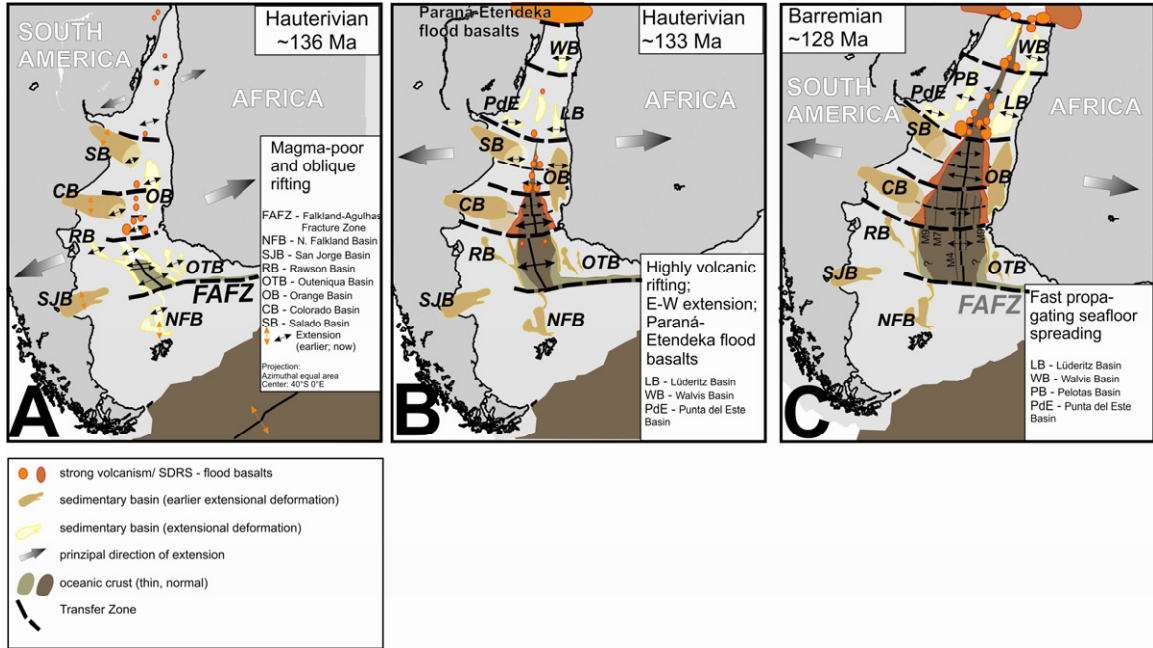 SOUTH
AMERICA
Hauterivian
~136 Ma
AFRICA
Magma-poor
and oblique
rifting
FAFZ - Falkland-Agulhas
Fracture Zone
NFB - N. Falkland Basin
SJB - San Jorge Basin
RB - Rawson Basin
OTB - Outeniqua Basin
OB - Orange Basin
CB - Colorado Basin
SB - Salado Basin
Extension
(earlier; now)
Projection:
Azimuthal equal area
Center: 40°S 0°E
SB
CB
OB
RB
OTB
SJB
FAFZ
NFB
A
Paraná-Etendeka
flood basalts
Hauterivian
~133 Ma
WB
PdE
LB
SB
OB
CB
RB
OTB
SJB
NFB
Highly volcanic
rifting;
E-W extension;
Paraná-
Etendeka flood
basalts
LB - Lüderitz Basin
WB - Walvis Basin
PdE - Punta del Este
Basin
B
Barremian
~128 Ma
SOUTH
AMERICA
AFRICA
WB
PB
PdE
LB
SB
OB
CB
RB
M9
M7
M4
?
?
OTB
SJB
FAFZ
NFB
Fast propa-
gating seafloor
spreading
LB - Lüderitz Basin
WB - Walvis Basin
PB - Pelotas Basin
PdE - Punta del Este
Basin
C
strong volcanism/ SDRS - flood basalts
sedimentary basin (earlier extensional deformation)
sedimentary basin (extensional deformation)
prinzipal direction of extension
oceanic crust (thin, normal)
Transfer Zone